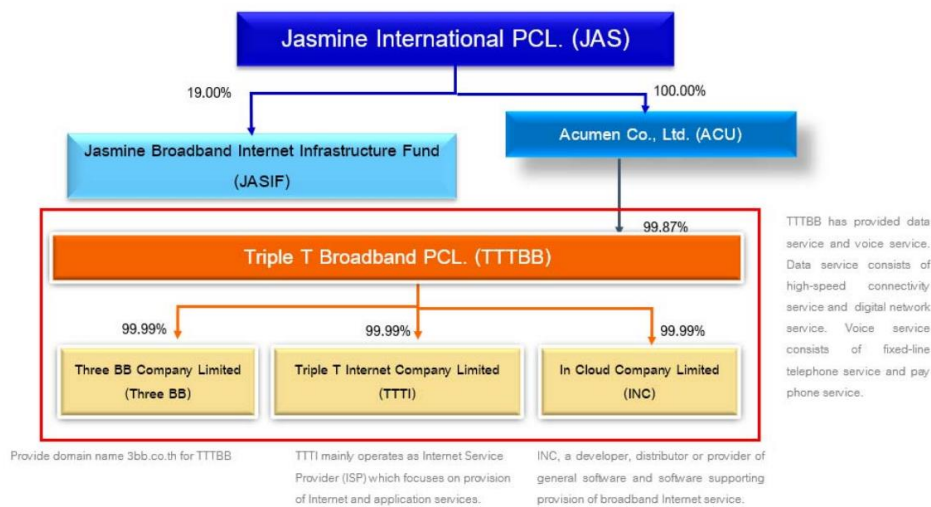 Jasmine International PCL. (JAS)
19.00%
100.00%
Jasmine Broadband Internet Infrastructure Fund
(JASIF)
Acumen Co., Ltd. (ACU)
99.87%
Triple T Broadband PCL. (TTTBB)
TTTBB has provided data
service and voice service.
Data service consists of
high-speed connectivity
service and digital network
service. Voice service
consists of fixed-line
telephone service and pay
phone service.
99.99%
99.99%
99.99%
Three BB Company Limited
(Three BB)
Triple T Internet Company Limited
(TTTI)
In Cloud Company Limited
(INC)
Provide domain name 3bb.co.th for TTTBB
TTTI mainly operates as Internet Service
Provider (ISP) which focuses on provision
of Internet and application services.
INC, a developer, distributor or provider of
general software and software supporting
provision of broadband Internet service.